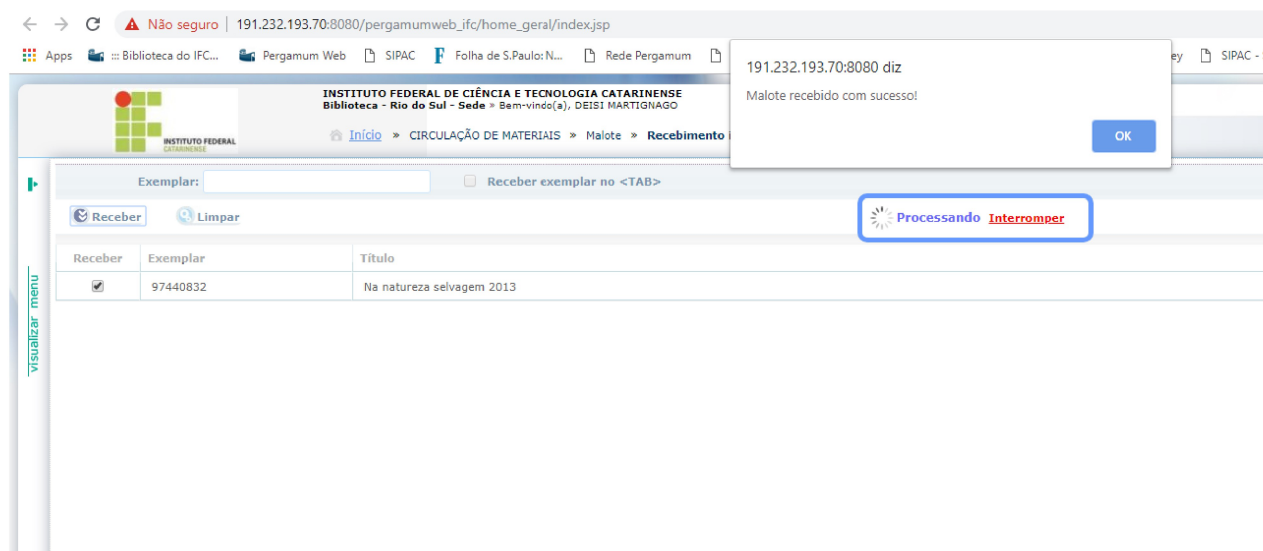 Não seguro | 191.232.193.70:8080/pergamumweb_ifc/home_geral/index.jsp
Apps ::: Biblioteca do IFC... Pergamum Web SIPAC Folha de S.Paulo: N... Rede Pergamum ey SIPAC -
191.232.193.70:8080 diz
Malote recebido com sucesso!
OK
INSTITUTO FEDERAL DE CIÊNCIA E TECNOLOGIA CATARINENSE
Biblioteca - Rio do Sul - Sede » Bem-vindo(a), DEISI MARTIGNAGO
INSTITUTO FEDERAL
CATARINENSE
Início » CIRCULAÇÃO DE MATERIAIS » Malote » Recebimento
Exemplar: Receber exemplar no <TAB>
Receber Limpar Processando Interromper
Receber Exemplar Título
97440832 Na natureza selvagem 2013
visualizar menu